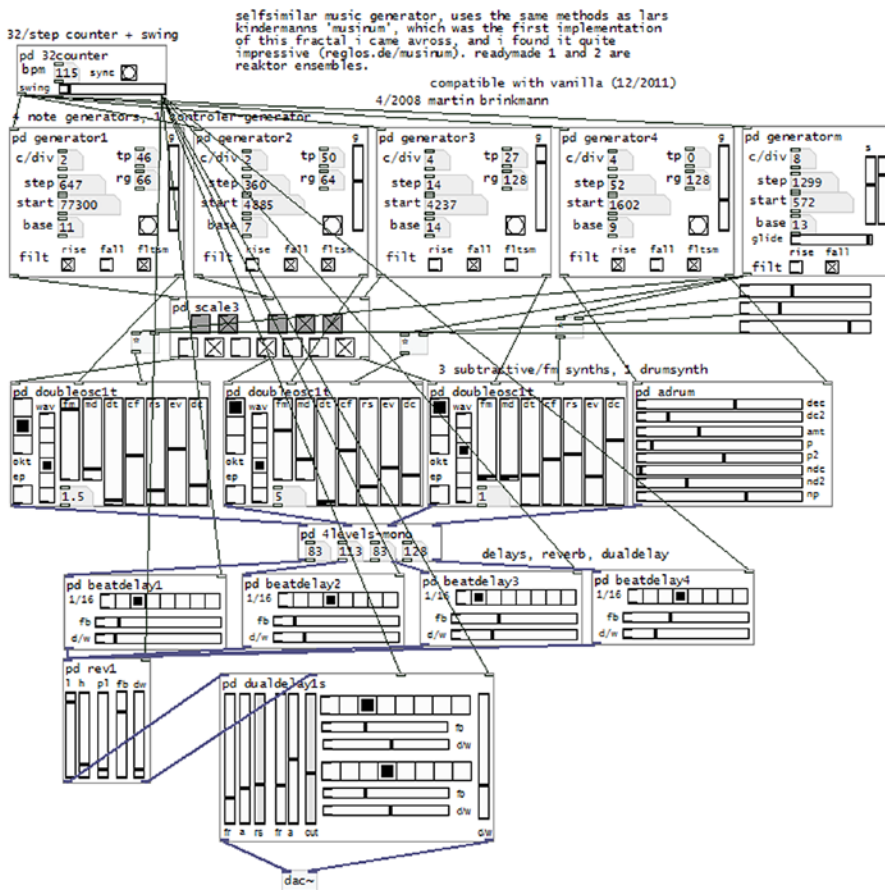 selfsimilar music generator, uses the same methods as lars
kindermanns 'musinum', which was the first implementation
of this fractal i came avross, and i found it quite
impressive (reglos.de/musinum). readymade 1 and 2 are
reaktor ensembles.
32/step counter + swing
compatible with vanilla (12/2011)
4/2008 martin brinkmann
pd 32counter
bpm 115 sync
swing
4 note generators, 1 controler-generator
pd generator1
c/div 2 tp 46 g
step 647 rg 66
start 77300
base 11
filt rise fall fltsm
pd generator2
c/div 2 tp 50 g
step 360 rg 64
start 4885
base 7
filt rise fall fltsm
pd generator3
c/div 4 tp 27 g
step 14 rg 128
start 4237
base 14
filt rise fall fltsm
pd generator4
c/div 4 tp 0 g
step 52 rg 128
start 1602
base 9
filt rise fall fltsm
pd generatorm
c/div 8 s
step 1299
start 572
base 13
glide
filt rise fall
pd scale3
*
*
*
3 subtractive/fm synths, 1 drumsynth
pd doubleosc1t
wav fm md dt cf rs ev dc
okt
ep 1.5
pd doubleosc1t
wav fm md dt cf rs ev dc
okt
ep 5
pd doubleosc1t
wav fm md dt cf rs ev dc
okt
ep 1
pd adrum
dec
dc2
amt
p
p2
ndc
nd2
np
pd 4levels-mono
83 113 83 128
delays, reverb, dualdelay
pd beatdelay1
1/16
fb
d/w
pd beatdelay2
1/16
fb
d/w
pd beatdelay3
1/16
fb
d/w
pd beatdelay4
1/16
fb
d/w
pd rev1
l h pl fb dw
pd dualdelay1s
fb
d/w
fb
d/w
fr a rs fr a cut d/w
dac~